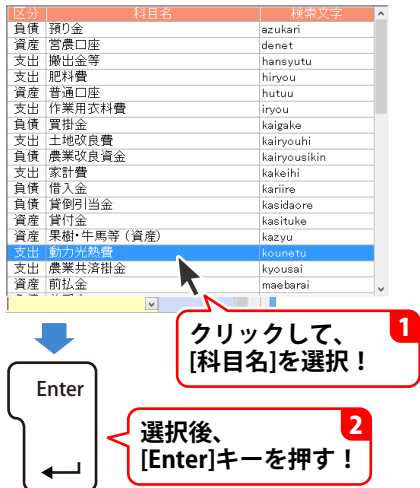 区分 科目名 検索文字
負債 預り金 azukari
資産 営農口座 denet
支出 搬出金等 hansyutu
支出 肥料費 hiryou
資産 普通口座 hutuu
支出 作業用衣料費 iryou
負債 買掛金 kaigake
支出 土地改良費 kairyouhi
負債 農業改良資金 kairyousikin
支出 家計費 kakeihi
負債 借入金 kariire
負債 貸倒引当金 kasidaore
資産 貸付金 kasituke
資産 果樹・牛馬等（資産） kazyu
支出 動力光熱費 kounetu
支出 農業共済掛金 kyousai
資産 前払金 maebarai
1
クリックして、
[科目名]を選択！
Enter
2
選択後、
[Enter]キーを押す！